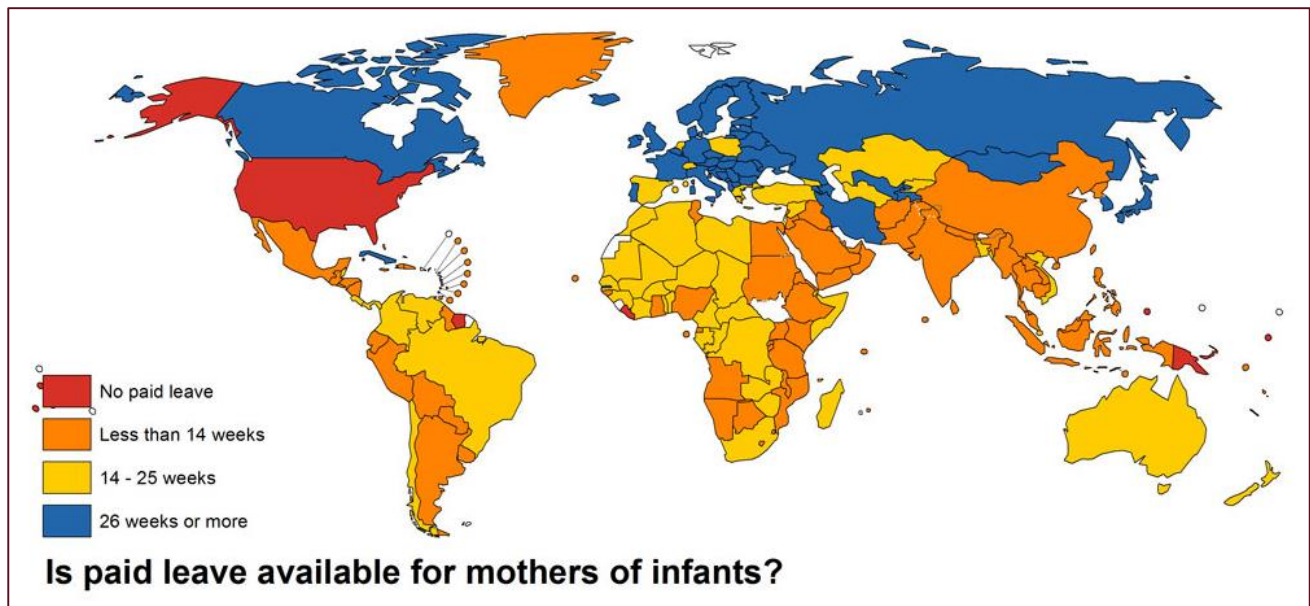 No paid leave
Less than 14 weeks
14 - 25 weeks
26 weeks or more
Is paid leave available for mothers of infants?